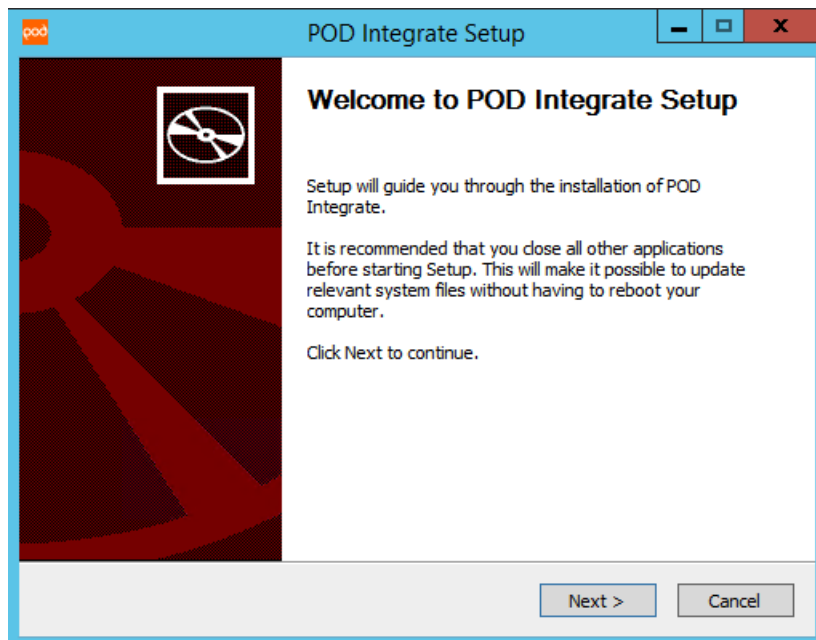 pod
POD Integrate Setup
Welcome to POD Integrate Setup
Setup will guide you through the installation of POD
Integrate.
It is recommended that you close all other applications
before starting Setup. This will make it possible to update
relevant system files without having to reboot your
computer.
Click Next to continue.
Next >
Cancel